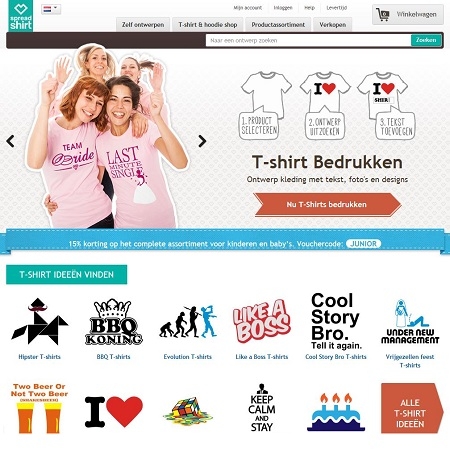 spread
shirt
Mijn account Inloggen Help Levertijd
Zelf ontwerpen T-shirt & hoodie shop Productassortiment Verkopen
Winkelwagen
Naar een ontwerp zoeken Zoeken
TEAM
Bride
LAST
MINUTE
SING!
I ♥ I ♥
1. PRODUCT
SELECTEREN
2. ONTWERP
UITZOEKEN
3. TEKST
TOEVOEGEN
T-shirt Bedrukken
Ontwerp kleding met tekst, foto's en designs
Nu T-Shirts bedrukken
15% korting op het complete assortiment voor kinderen en baby's. Vouchercode: JUNIOR
T-SHIRT IDEEËN VINDEN
BBQ
KONING
LIKE A
BOSS
Cool
Story
Bro.
Tell it again.
UNDER NEW
MANAGEMENT
Hipster T-shirts BBQ T-shirts Evolution T-shirts Like a Boss T-shirts Cool Story Bro T-shirts Vrijgezellen feest
T-shirts
Two Beer Or
Not Two Beer
I ♥
KEEP
CALM
AND
STAY
ALLE
T-SHIRT
IDEEËN